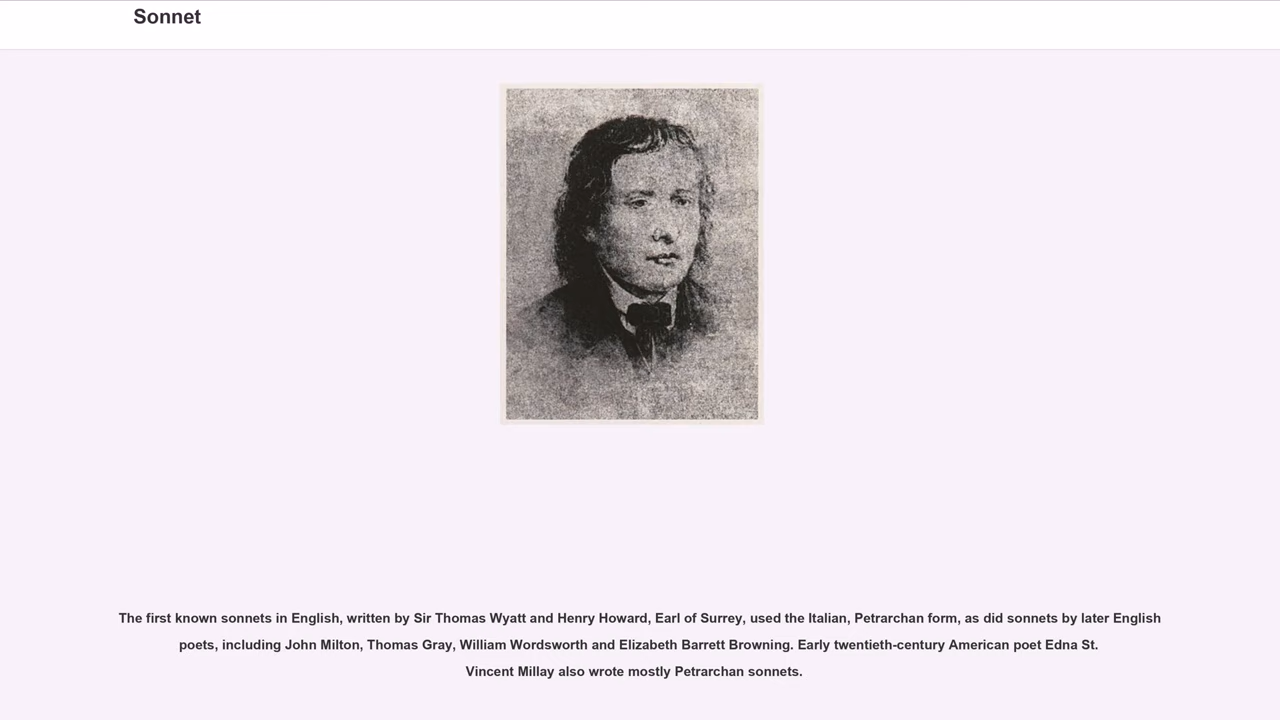 Sonnet
The first known sonnets in English, written by Sir Thomas Wyatt and Henry Howard, Earl of Surrey, used the Italian, Petrarchan form, as did sonnets by later English
poets, including John Milton, Thomas Gray, William Wordsworth and Elizabeth Barrett Browning. Early twentieth-century American poet Edna St.
Vincent Millay also wrote mostly Petrarchan sonnets.